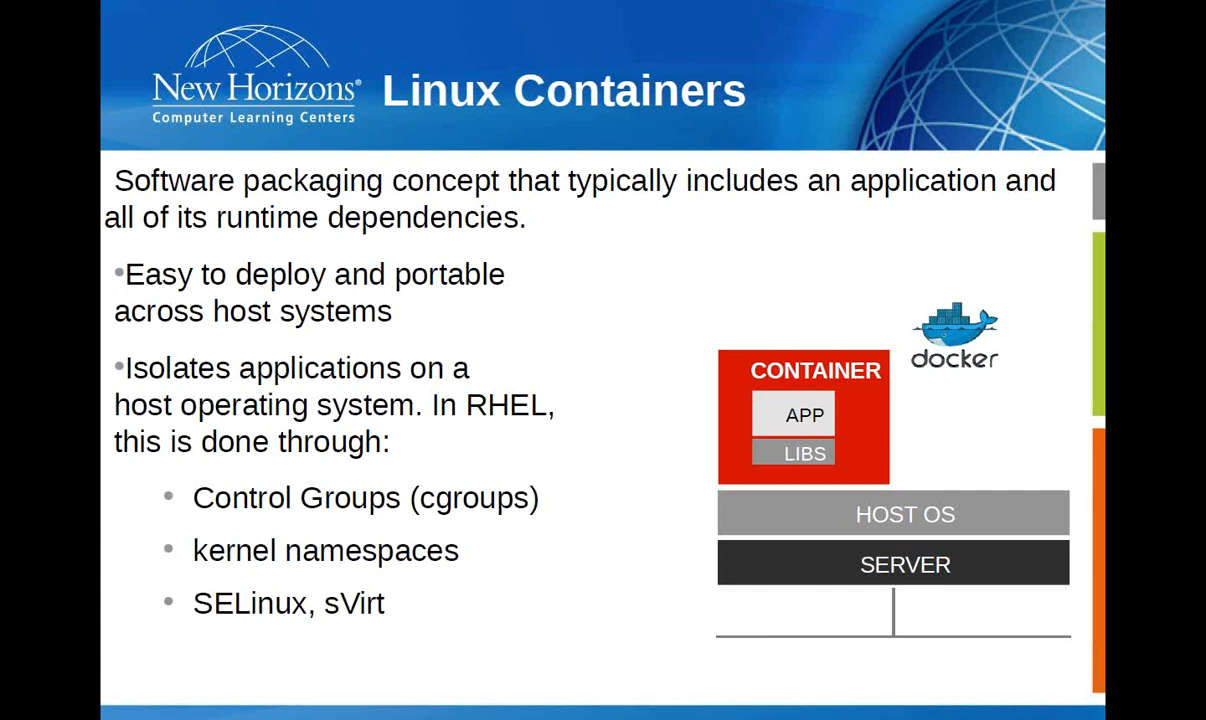 New Horizons®
Computer Learning Centers
Linux Containers
Software packaging concept that typically includes an application and
all of its runtime dependencies.
•Easy to deploy and portable
across host systems
•Isolates applications on a
host operating system. In RHEL,
this is done through:
• Control Groups (cgroups)
• kernel namespaces
• SELinux, sVirt
docker
CONTAINER
APP
LIBS
HOST OS
SERVER